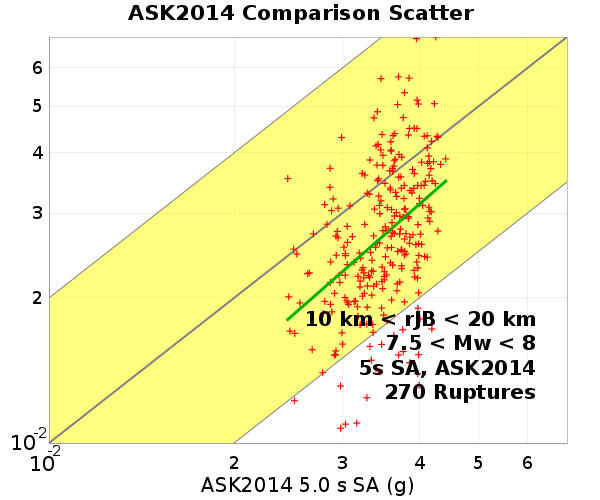 ASK2014 Comparison Scatter
6
5
4
3
2
10 km < rJB < 20 km
7.5 < Mw < 8
5s SA, ASK2014
270 Ruptures
10-2
10-2 2 3 4 5 6
ASK2014 5.0 s SA (g)